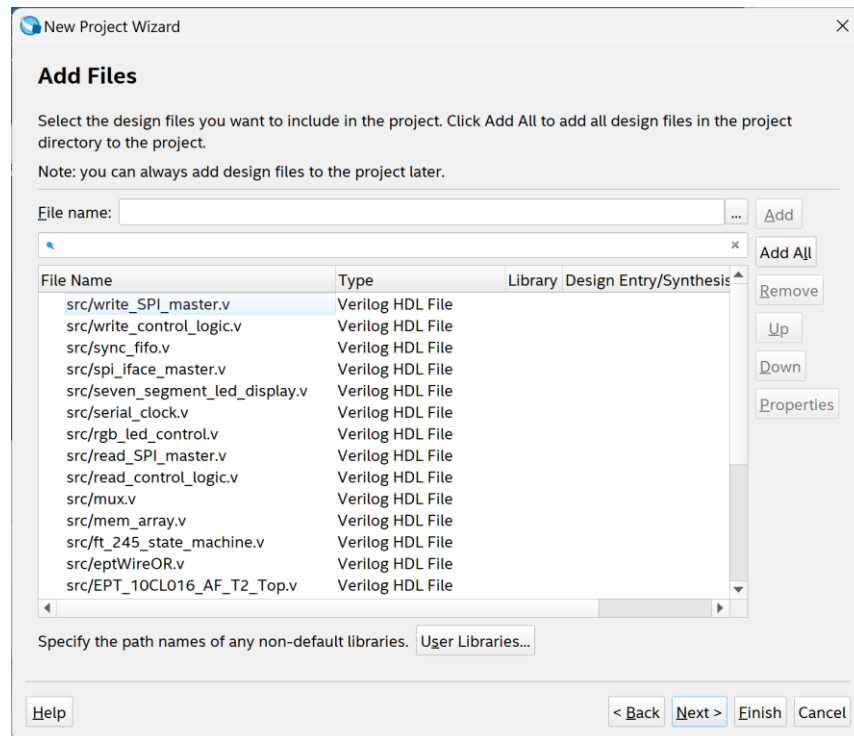 New Project Wizard
Add Files
Select the design files you want to include in the project. Click Add All to add all design files in the project
directory to the project.
Note: you can always add design files to the project later.
File name: ... Add
Add All
File Name Type Library Design Entry/Synthesis
Remove
src/write_SPI_master.v Verilog HDL File
src/write_control_logic.v Verilog HDL File
Up
src/sync_fifo.v Verilog HDL File
src/spi_iface_master.v Verilog HDL File
Down
src/seven_segment_led_display.v Verilog HDL File
src/serial_clock.v Verilog HDL File
Properties
src/rgb_led_control.v Verilog HDL File
src/read_SPI_master.v Verilog HDL File
src/read_control_logic.v Verilog HDL File
src/mux.v Verilog HDL File
src/mem_array.v Verilog HDL File
src/ft_245_state_machine.v Verilog HDL File
src/eptWireOR.v Verilog HDL File
src/EPT_10CL016_AF_T2_Top.v Verilog HDL File
Specify the path names of any non-default libraries. User Libraries...
Help < Back Next > Finish Cancel